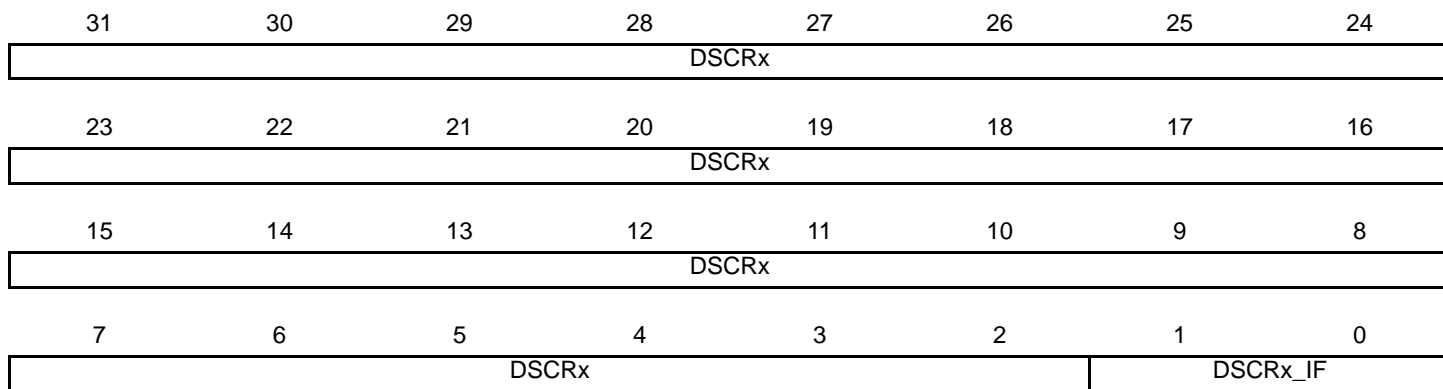 31 30 29 28 27 26 25 24
DSCRx
23 22 21 20 19 18 17 16
DSCRx
15 14 13 12 11 10 9 8
DSCRx
7 6 5 4 3 2 1 0
DSCRx DSCRx_IF